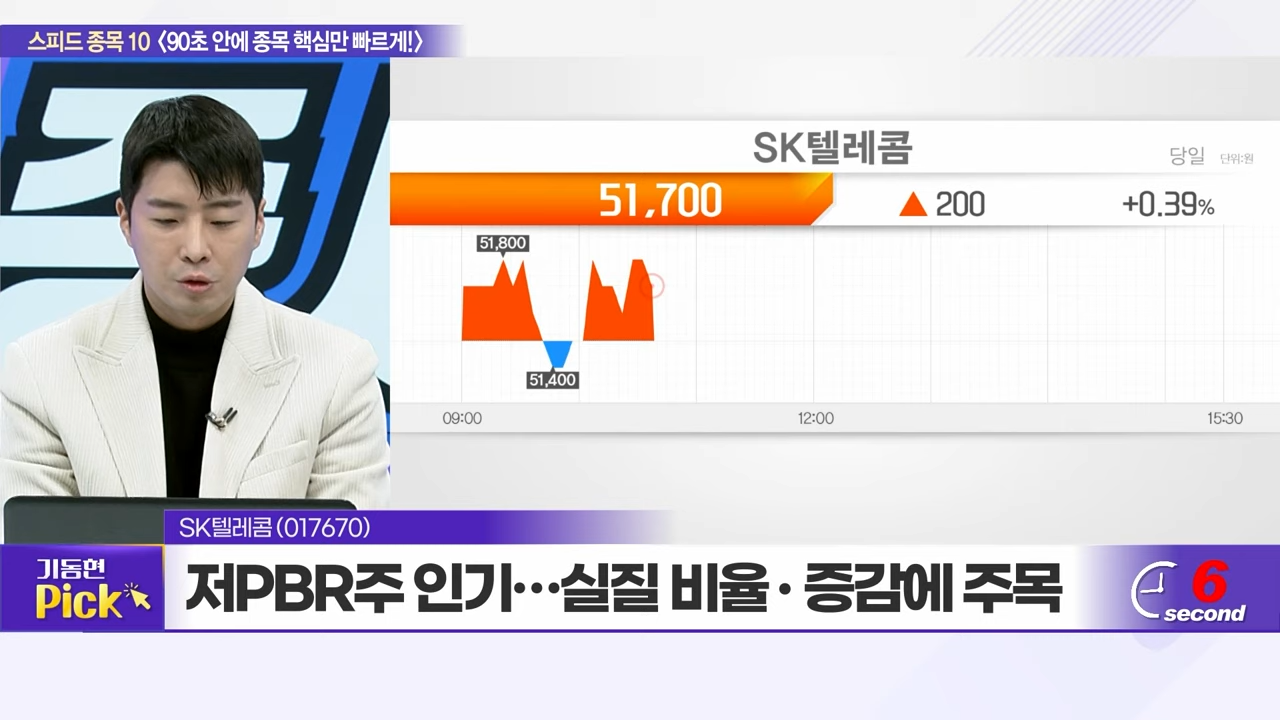 스피드 종목 10 〈90초 안에 종목 핵심만 빠르게!〉
SK텔레콤
당일 단위:원
51,700 ▲ 200 +0.39%
51,800
51,400
09:00 12:00 15:30
SK텔레콤(017670)
기동현
Pick
저PBR주 인기…실질 비율·증감에 주목
6
second